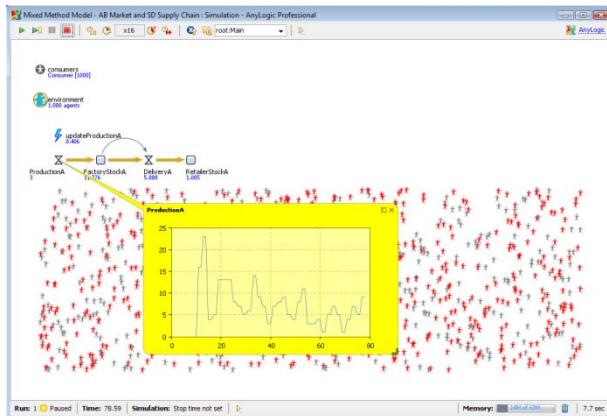 Mixed Method Model - AB Market and SD Supply Chain : Simulation - AnyLogic Professional
x16
root:Main
AnyLogic
consumers
Consumer [1000]
environment
1,000 agents
updateProductionA
0.406
ProductionA FactoryStockA DeliveryA RetailerStockA
3 5.888 1.005
ProductionA
25
20
15
10
5
0
0 20 40 60 80
Run: 1 Paused Time: 78.59 Simulation: Stop time not set Memory: 7.7 sec